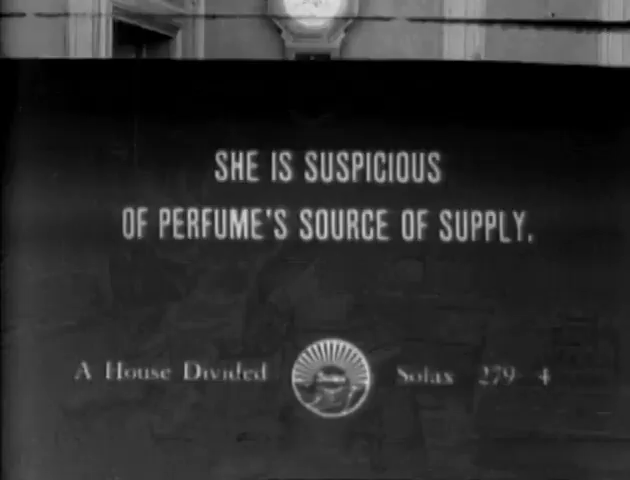 SHE IS SUSPICIOUS
OF PERFUME'S SOURCE OF SUPPLY.
A House Divided Solax 279- 4